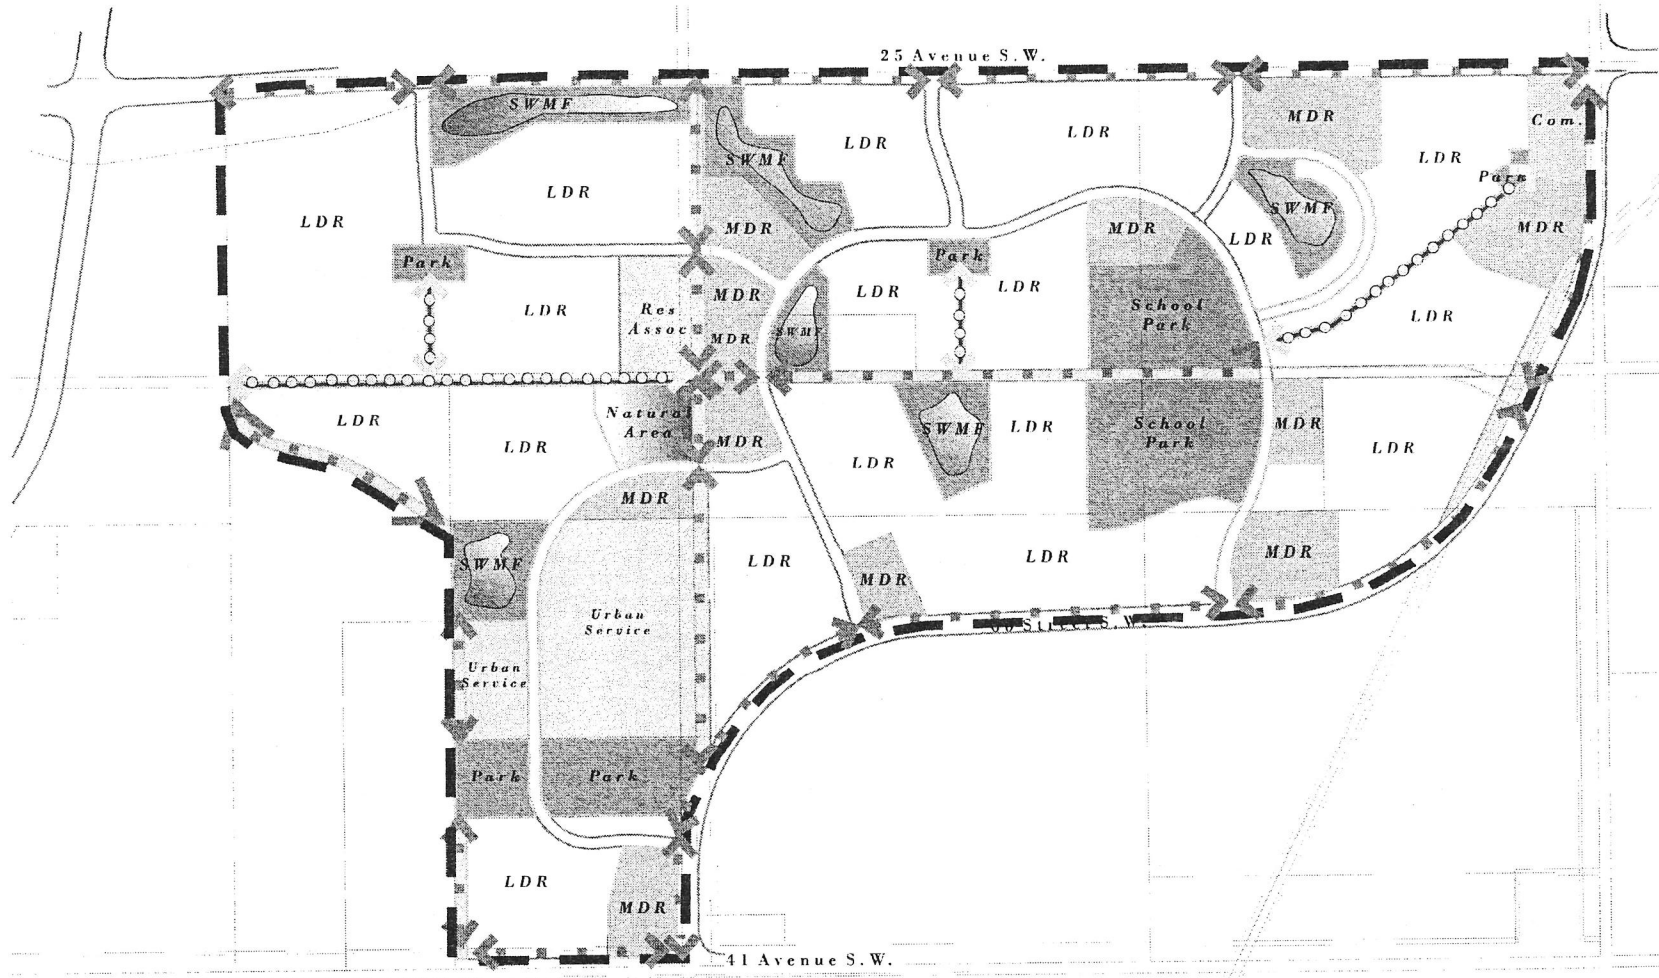 25 Avenue S.W.
SWMF
MDR
Com.
LDR
LDR
LDR
SWMF
LDR
Park
LDR
LDR
SWMF
MDR
MDR
MDR
LDR
Park
Park
LDR
LDR
MDR
LDR
Res
Assoc
School
Park
LDR
MDR
SWMF
LDR
Natural
Area
LDR
MDR
SWMF
LDR
School
Park
MDR
LDR
LDR
MDR
LDR
SWMF
LDR
MDR
LDR
MDR
Urban
Service
60 Street S.W.
Urban
Service
Park
Park
LDR
MDR
41 Avenue S.W.